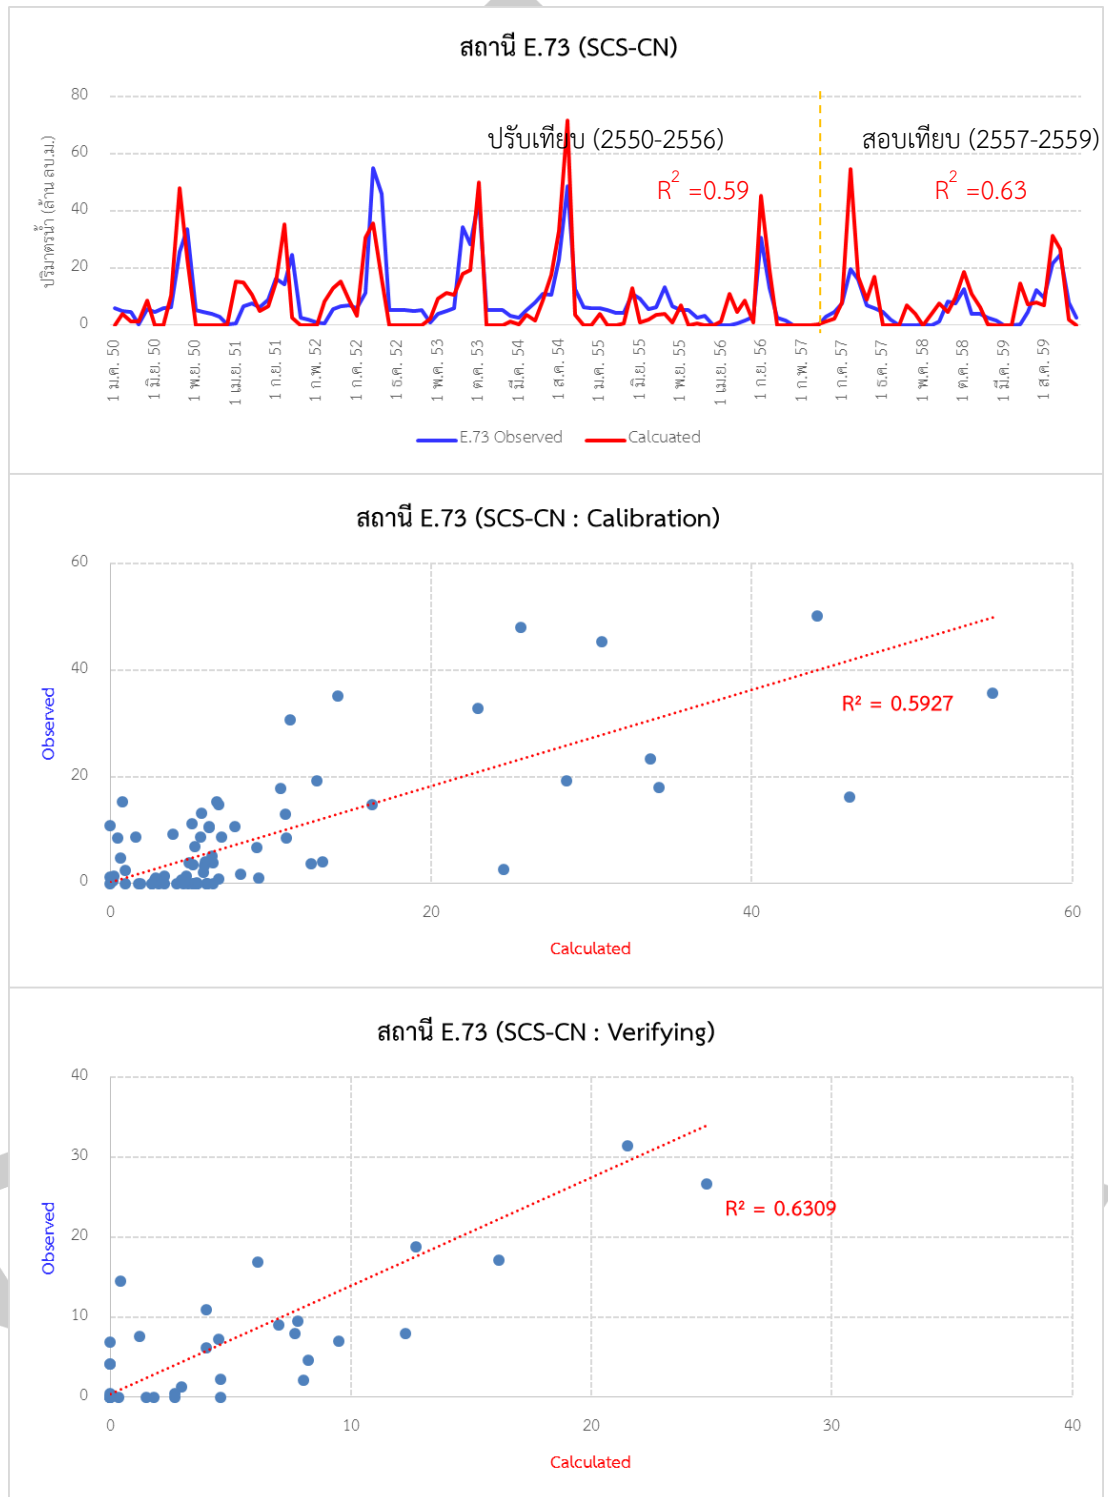 สถานี E.73 (SCS-CN)
ปริมาตรน้ำ (ล้าน ลบ.ม.)
80
60
40
20
0
ปรับเทียบ (2550-2556)
สอบเทียบ (2557-2559)
R² =0.59
R² =0.63
1 ม.ค. 50
1 มิ.ย. 50
1 พ.ย. 50
1 เม.ย. 51
1 ก.ย. 51
1 ก.พ. 52
1 ก.ค. 52
1 ธ.ค. 52
1 พ.ค. 53
1 ต.ค. 53
1 มี.ค. 54
1 ส.ค. 54
1 ม.ค. 55
1 มิ.ย. 55
1 พ.ย. 55
1 เม.ย. 56
1 ก.ย. 56
1 ก.พ. 57
1 ก.ค. 57
1 ธ.ค. 57
1 พ.ค. 58
1 ต.ค. 58
1 มี.ค. 59
1 ส.ค. 59
E.73 Observed
Calcuated
สถานี E.73 (SCS-CN : Calibration)
60
40
20
0
Observed
R² = 0.5927
0 20 40 60
Calculated
สถานี E.73 (SCS-CN : Verifying)
40
30
20
10
0
Observed
R² = 0.6309
0 10 20 30 40
Calculated